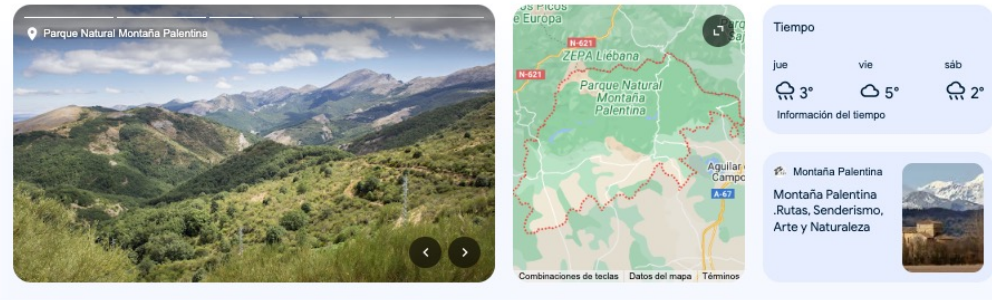 Parque Natural Montaña Palentina
os Picos
e Europa
N-621
ZEPA Liébana
N-621
Parque Natural
Montaña
Palentina
Aguilar
Campo
A-67
Combinaciones de teclas
Datos del mapa
Términos
Tiempo
jue
vie
sáb
3°
5°
2°
Información del tiempo
Montaña Palentina
Montaña Palentina
.Rutas, Senderismo,
Arte y Naturaleza